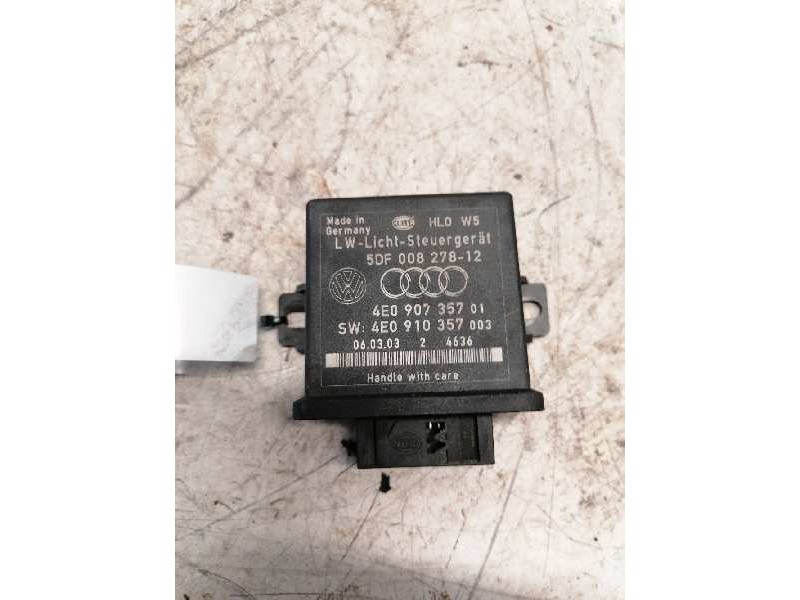 Made in
Germany
HELLA
HLD W5
LW-Licht-Steuergerät
5DF 008 278-12
4E0 907 357 01
SW: 4E0 910 357 003
06.03.03 2 4636
Handle with care